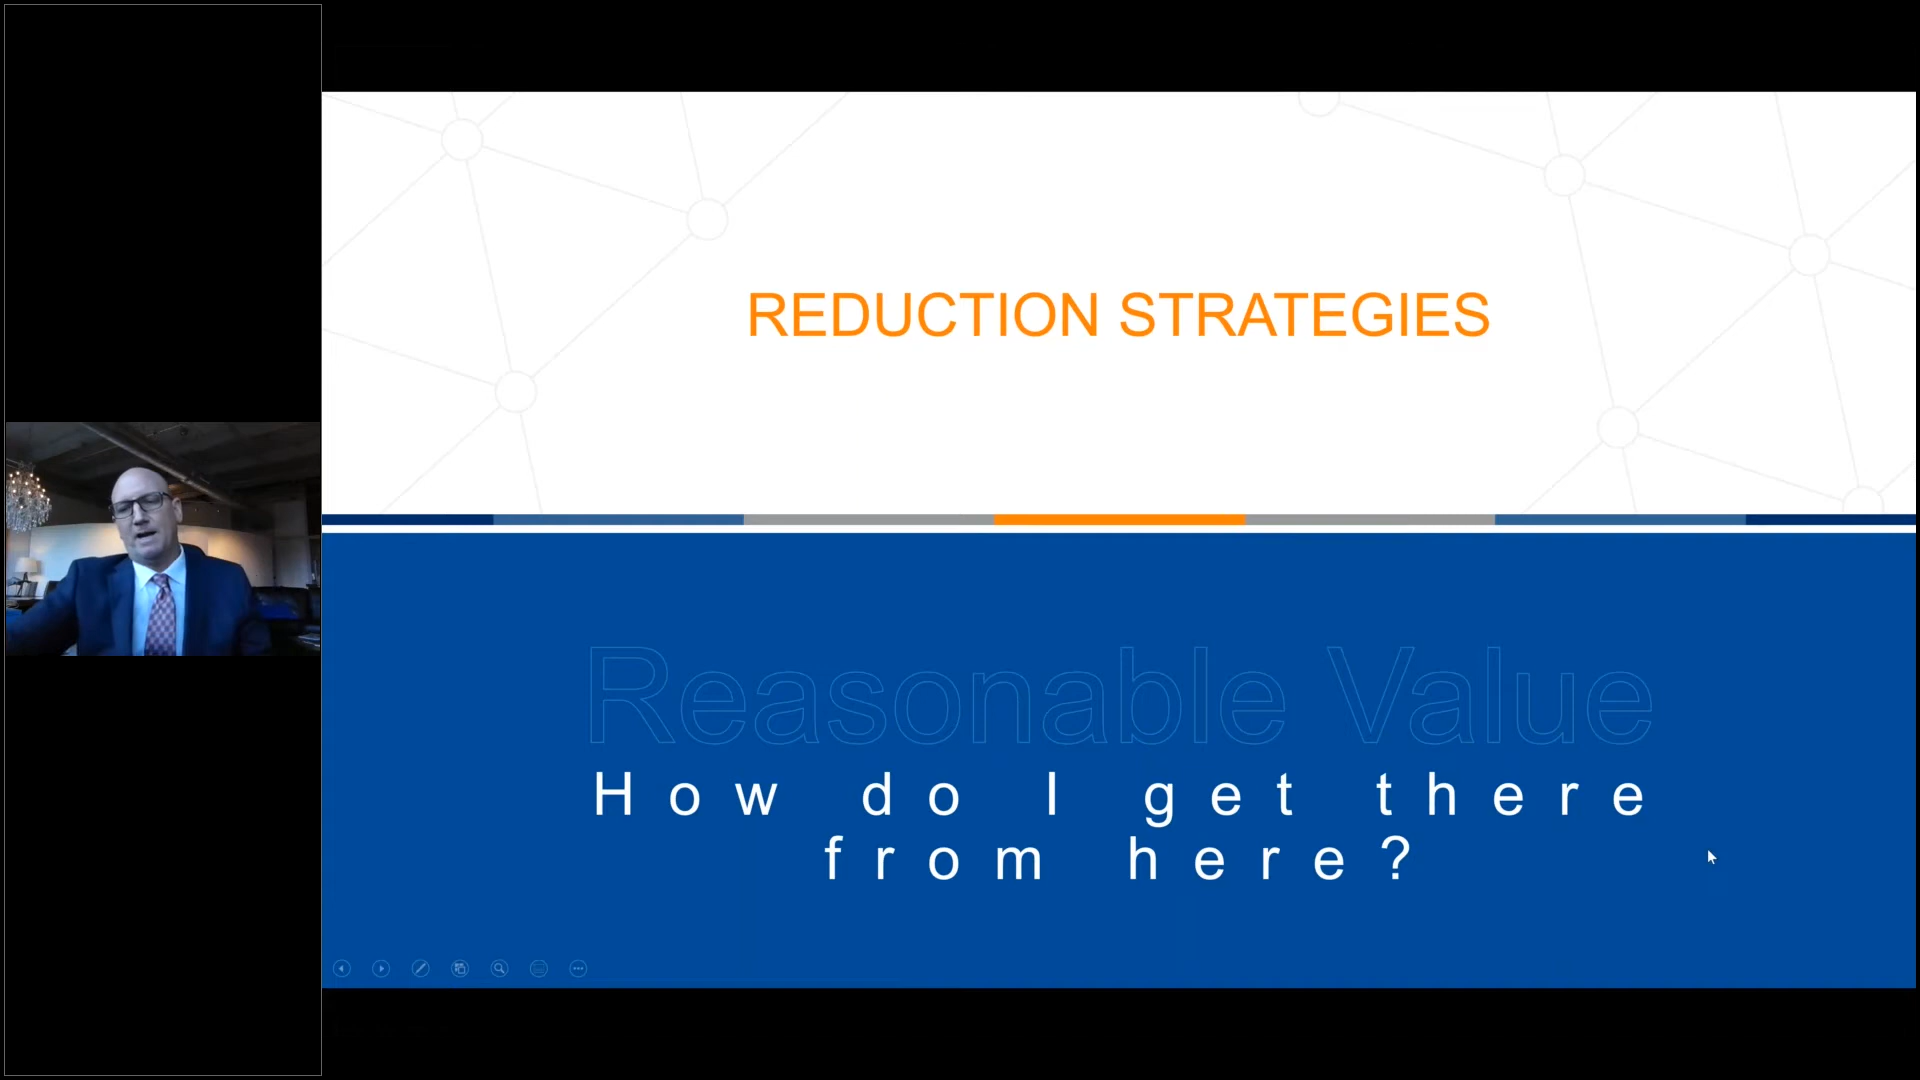 REDUCTION STRATEGIES
Reasonable Value
How do I get there
from here?